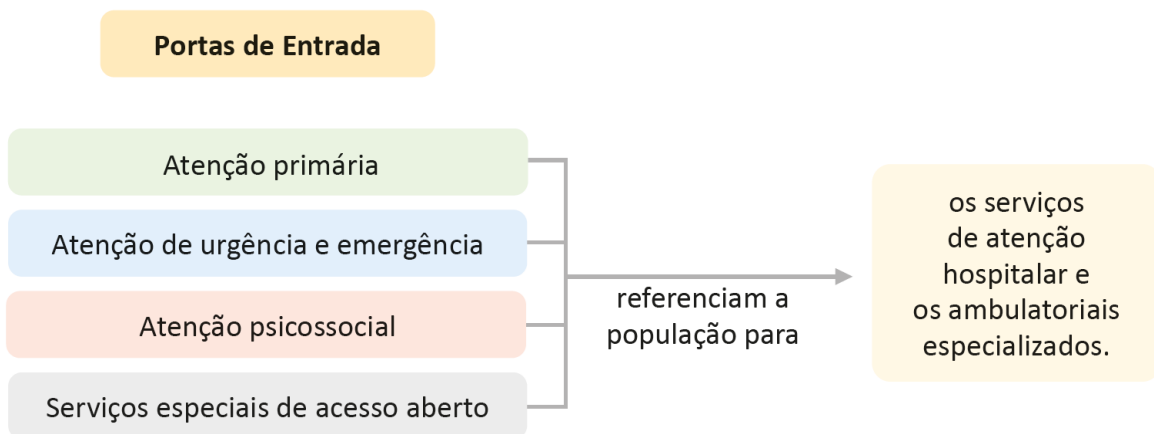 Portas de Entrada
Atenção primária
Atenção de urgência e emergência
Atenção psicossocial
Serviços especiais de acesso aberto
referenciam a
população para
os serviços
de atenção
hospitalar e
os ambulatoriais
especializados.